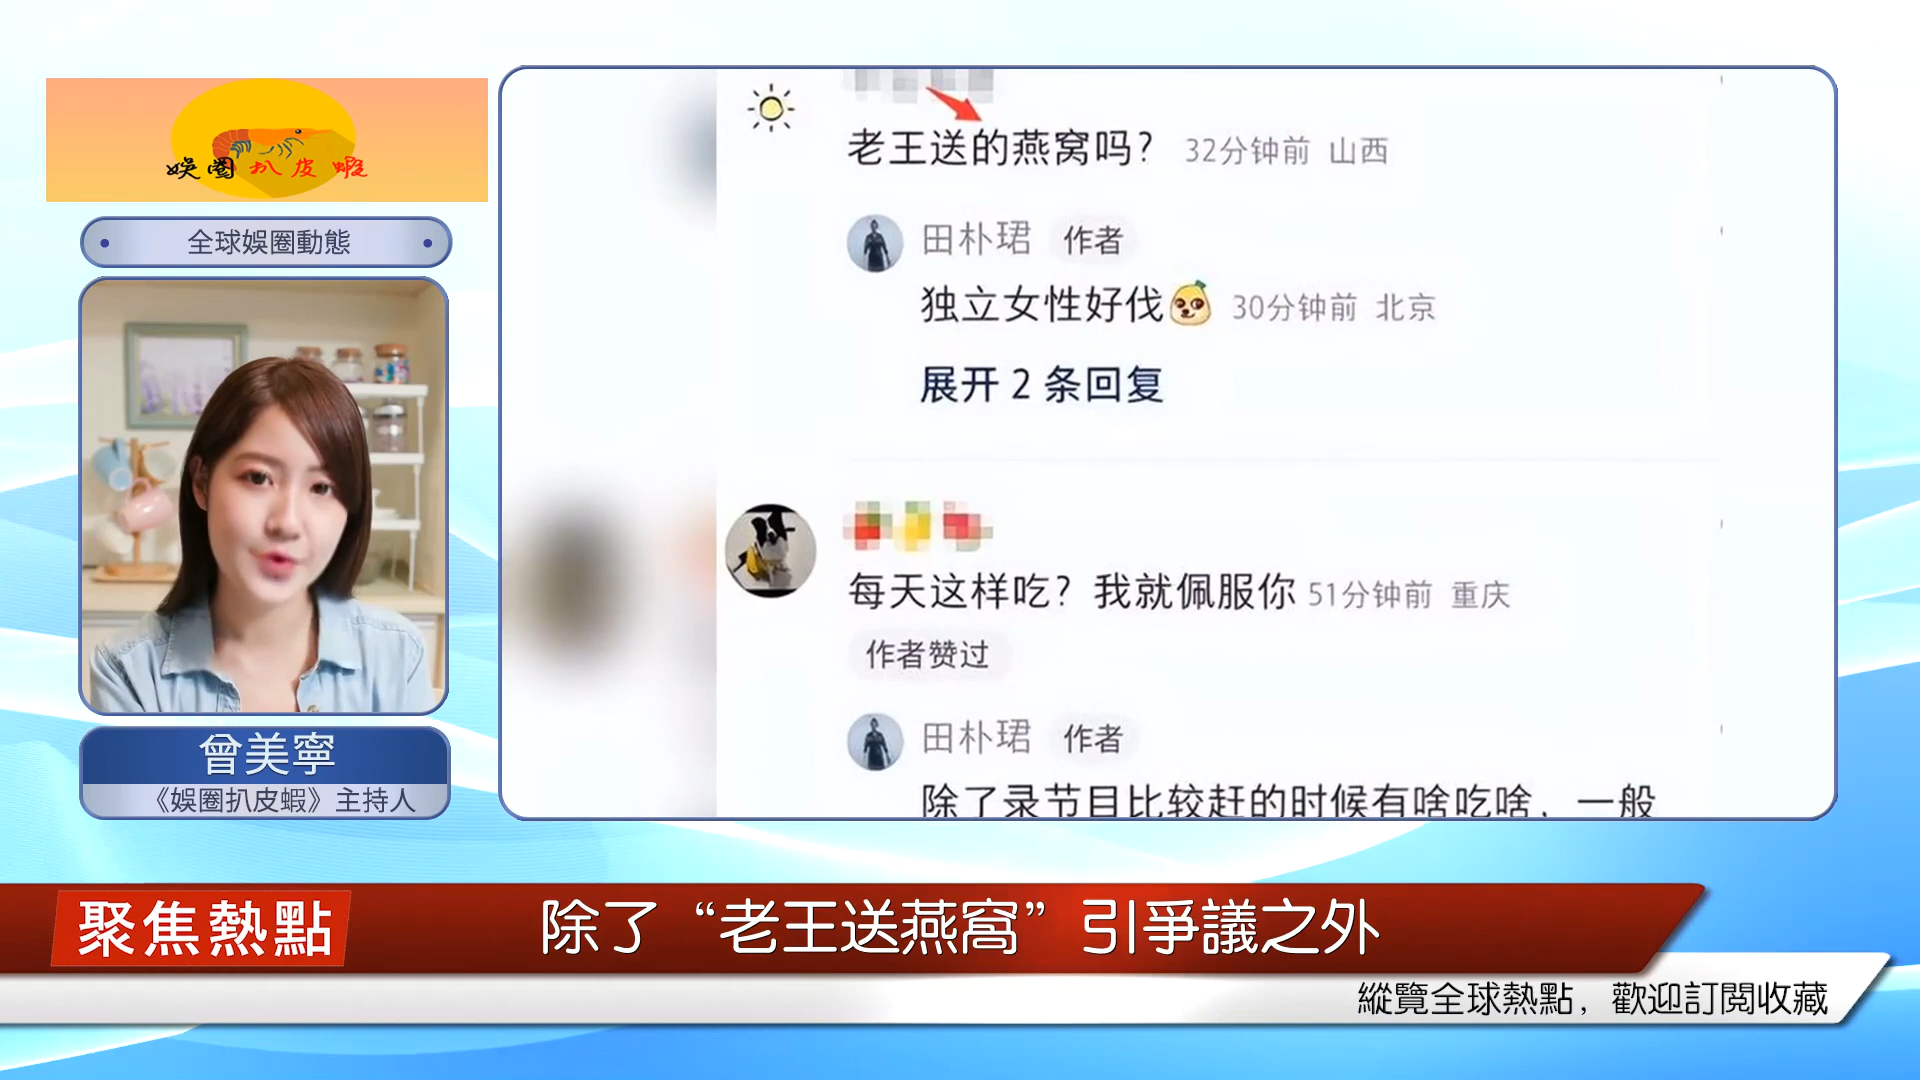 娛圈扒皮蝦
全球娛圈動態
曾美寧
《娛圈扒皮蝦》主持人
老王送的燕窝吗? 32分钟前 山西
田朴珺 作者
独立女性好伐 30分钟前 北京
展开 2 条回复
每天这样吃? 我就佩服你 51分钟前 重庆
作者赞过
田朴珺 作者
除了录节目比较赶的时候有啥吃啥，一般
聚焦熱點
除了“老王送燕窩”引爭議之外
縱覽全球熱點，歡迎訂閱收藏